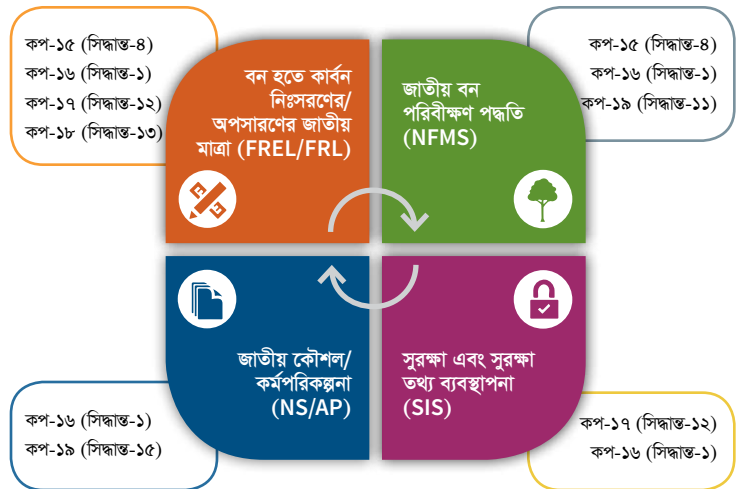 কপ-১৫ (সিদ্ধান্ত-৪)
কপ-১৬ (সিদ্ধান্ত-১)
কপ-১৭ (সিদ্ধান্ত-১২)
কপ-১৮ (সিদ্ধান্ত-১৩)
বন হতে কার্বন
নিঃসরণের/
অপসারণের জাতীয়
মাত্রা (FREL/FRL)
জাতীয় বন
পরিবীক্ষণ পদ্ধতি
(NFMS)
কপ-১৫ (সিদ্ধান্ত-৪)
কপ-১৬ (সিদ্ধান্ত-১)
কপ-১৯ (সিদ্ধান্ত-১১)
জাতীয় কৌশল/
কর্মপরিকল্পনা
(NS/AP)
সুরক্ষা এবং সুরক্ষা
তথ্য ব্যবস্থাপনা
(SIS)
কপ-১৬ (সিদ্ধান্ত-১)
কপ-১৯ (সিদ্ধান্ত-১৫)
কপ-১৭ (সিদ্ধান্ত-১২)
কপ-১৬ (সিদ্ধান্ত-১)